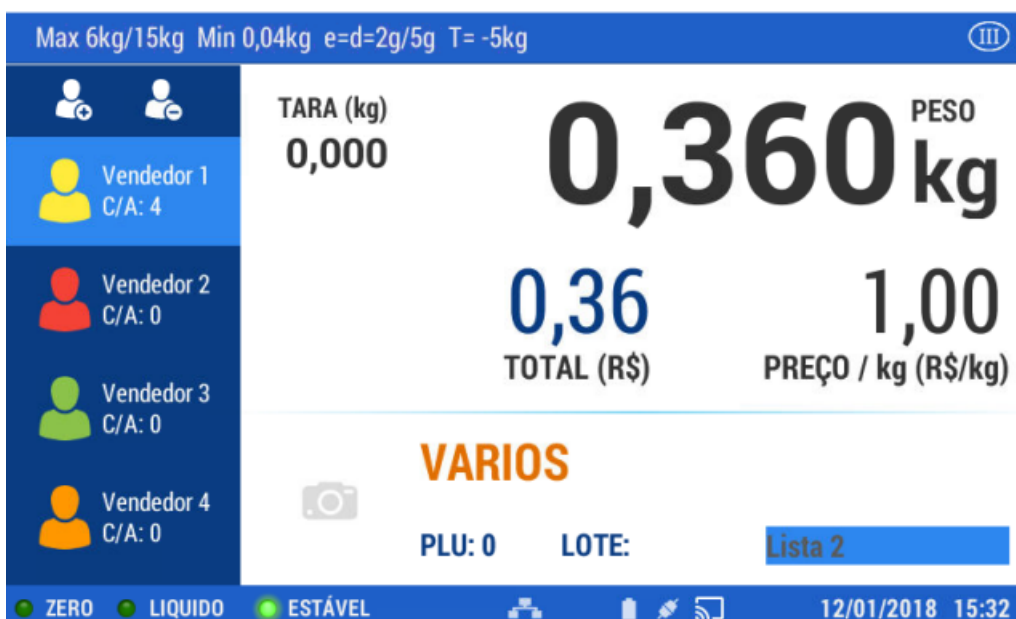 Max 6kg/15kg Min 0,04kg e=d=2g/5g T= -5kg III
TARA (kg)
0,000
0,360 kg
PESO
Vendedor 1
C/A: 4
Vendedor 2
C/A: 0
Vendedor 3
C/A: 0
Vendedor 4
C/A: 0
0,36
TOTAL (R$)
1,00
PREÇO / kg (R$/kg)
VARIOS
PLU: 0 LOTE: Lista 2
ZERO LIQUIDO ESTÁVEL 12/01/2018 15:32